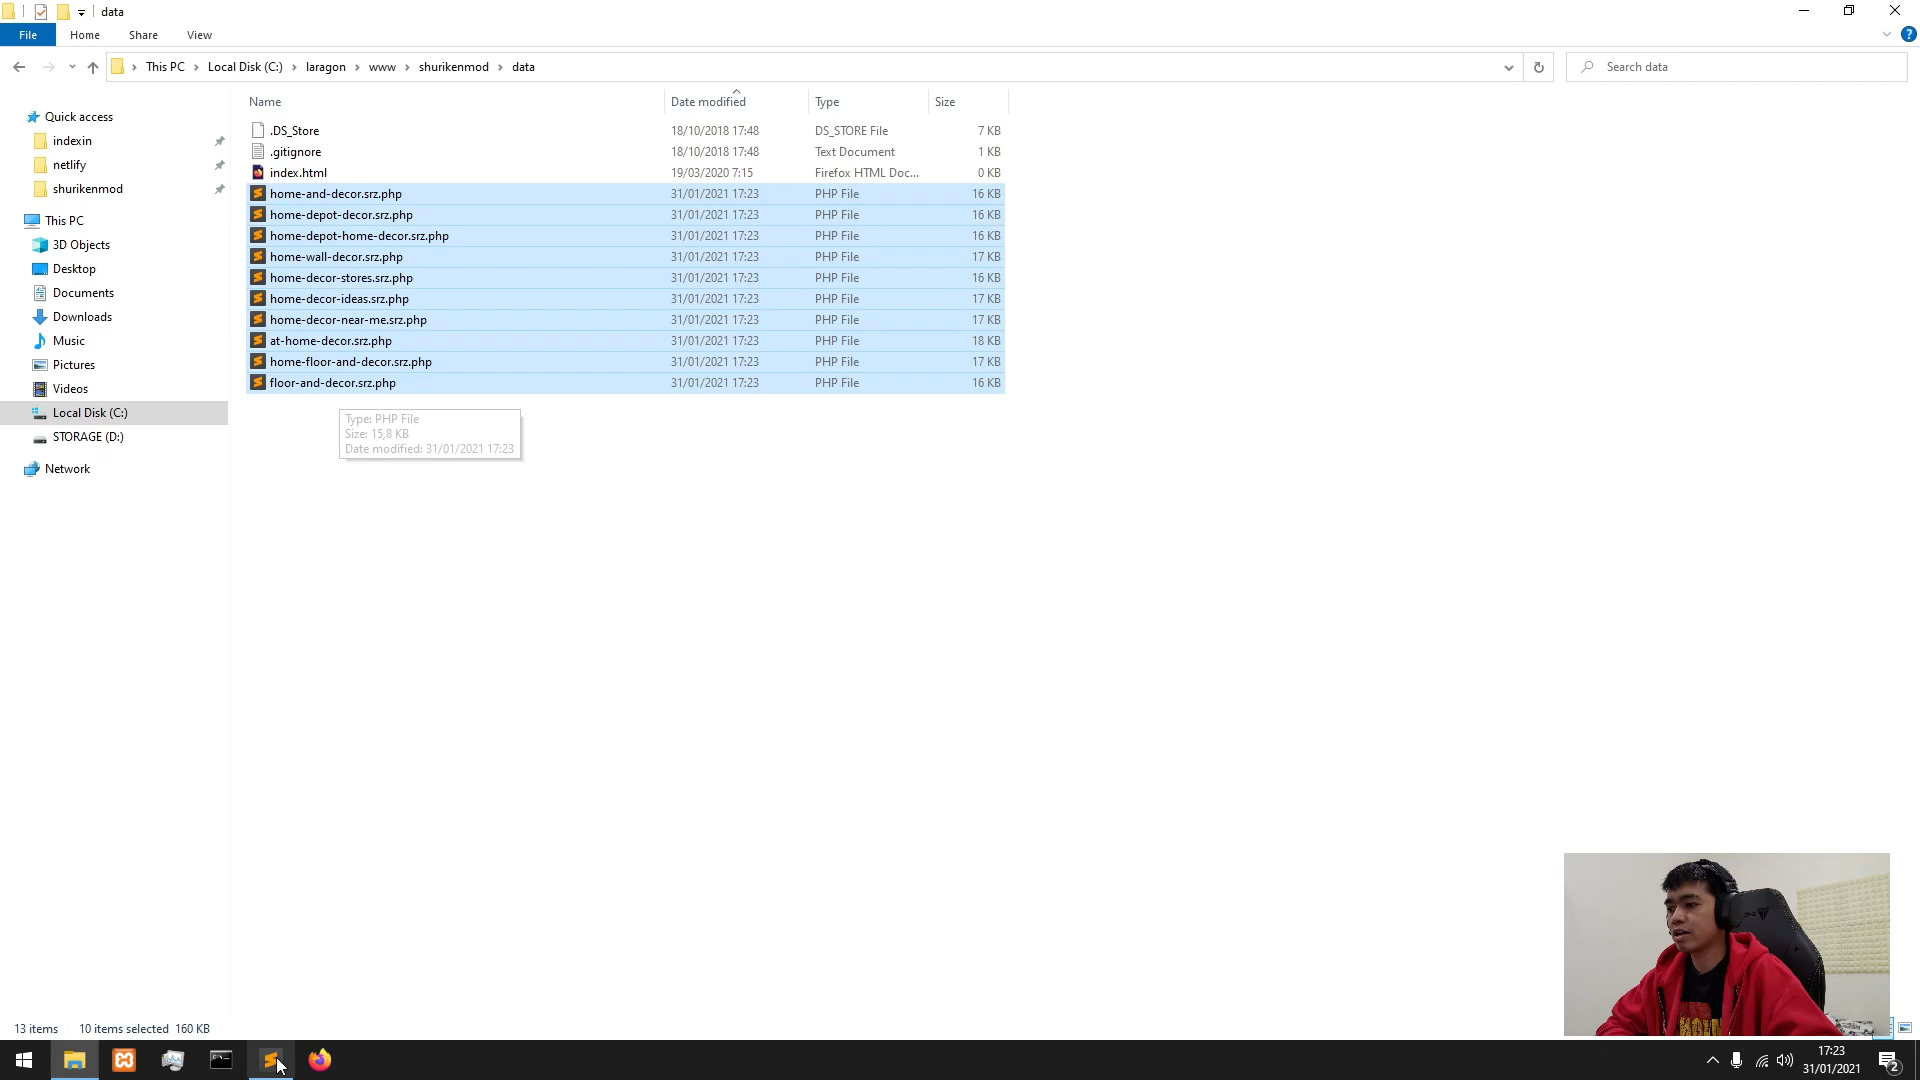 data
File Home Share View
This PC Local Disk (C:) laragon www shurikenmod data
Search data
Name Date modified Type Size
Quick access
indexin
netlify
shurikenmod
This PC
3D Objects
Desktop
Documents
Downloads
Music
Pictures
Videos
Local Disk (C:)
STORAGE (D:)
Network
.DS_Store 18/10/2018 17:48 DS_STORE File 7 KB
.gitignore 18/10/2018 17:48 Text Document 1 KB
index.html 19/03/2020 7:15 Firefox HTML Doc... 0 KB
home-and-decor.srz.php 31/01/2021 17:23 PHP File 16 KB
home-depot-decor.srz.php 31/01/2021 17:23 PHP File 16 KB
home-depot-home-decor.srz.php 31/01/2021 17:23 PHP File 16 KB
home-wall-decor.srz.php 31/01/2021 17:23 PHP File 17 KB
home-decor-stores.srz.php 31/01/2021 17:23 PHP File 16 KB
home-decor-ideas.srz.php 31/01/2021 17:23 PHP File 17 KB
home-decor-near-me.srz.php 31/01/2021 17:23 PHP File 17 KB
at-home-decor.srz.php 31/01/2021 17:23 PHP File 18 KB
home-floor-and-decor.srz.php 31/01/2021 17:23 PHP File 17 KB
floor-and-decor.srz.php 31/01/2021 17:23 PHP File 16 KB
Type: PHP File
Size: 15,8 KB
Date modified: 31/01/2021 17:23
13 items 10 items selected 160 KB
17:23
31/01/2021
2